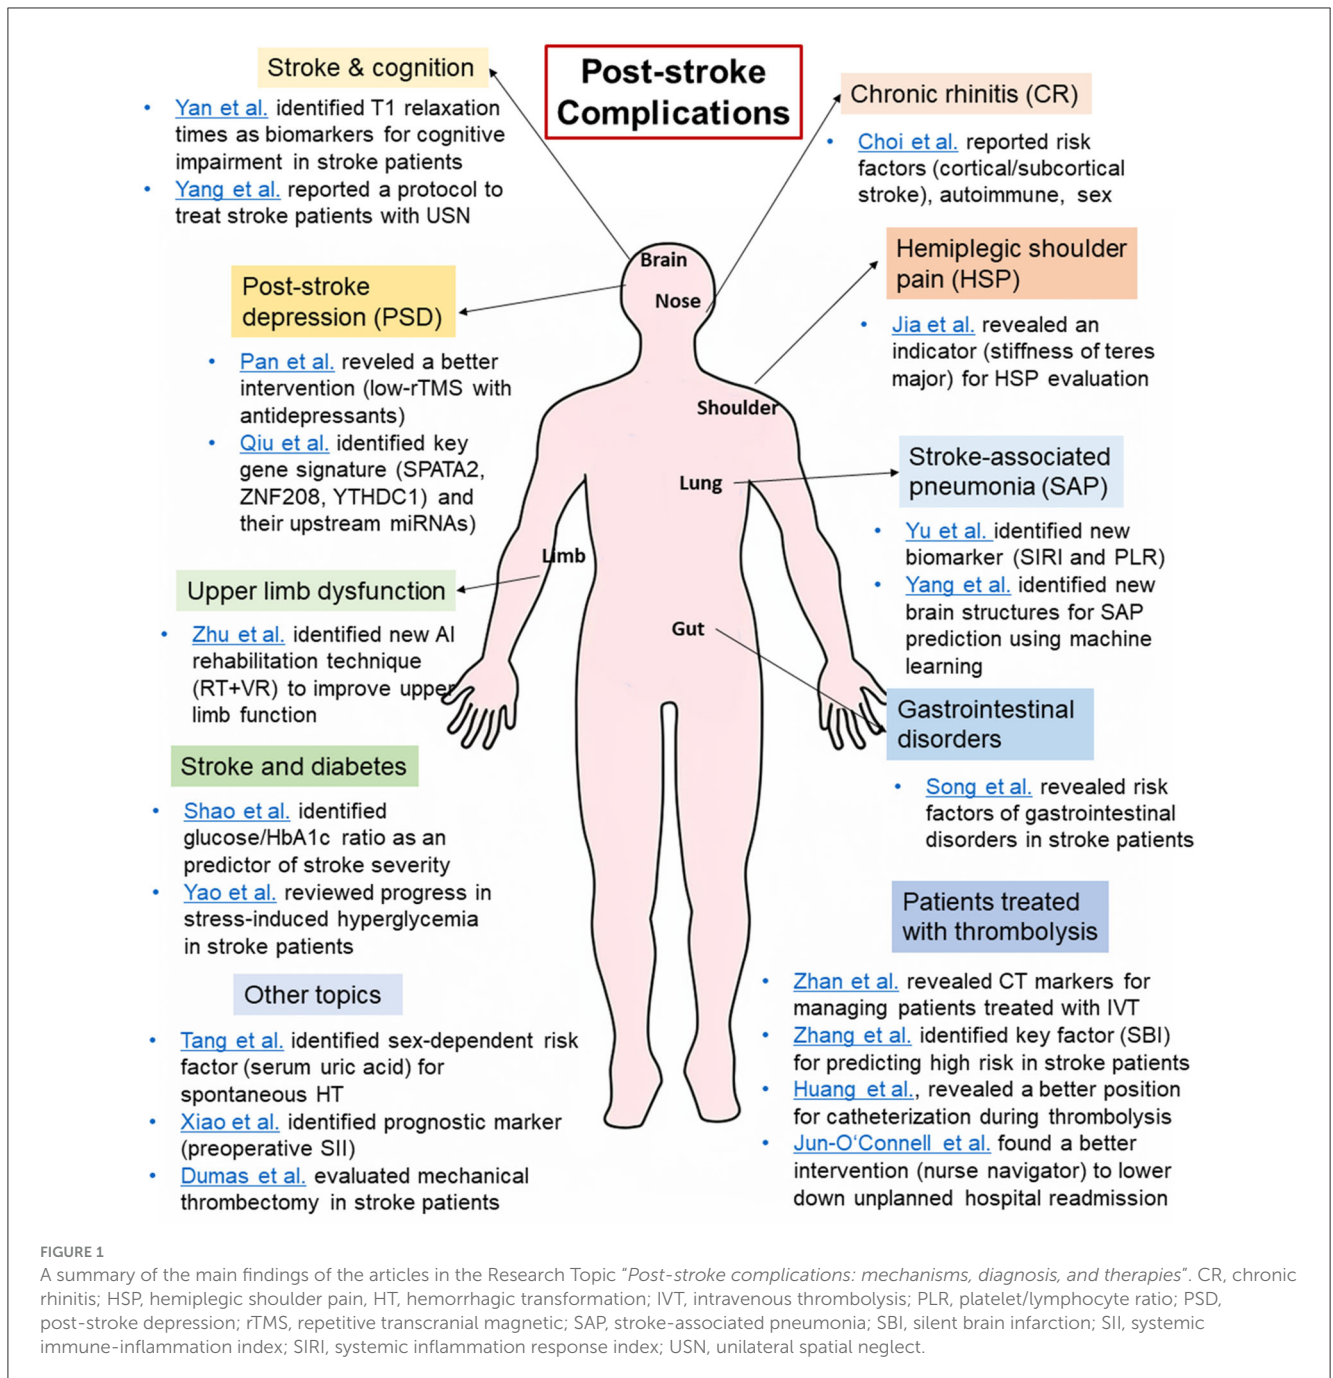 Post-stroke
Complications
Stroke & cognition
• Yan et al. identified T1 relaxation
times as biomarkers for cognitive
impairment in stroke patients
• Yang et al. reported a protocol to
treat stroke patients with USN
Post-stroke
depression (PSD)
• Pan et al. reveled a better
intervention (low-rTMS with
antidepressants)
• Qiu et al. identified key
gene signature (SPATA2,
ZNF208, YTHDC1) and
their upstream miRNAs)
Upper limb dysfunction
• Zhu et al. identified new AI
rehabilitation technique
(RT+VR) to improve upper
limb function
Stroke and diabetes
• Shao et al. identified
glucose/HbA1c ratio as an
predictor of stroke severity
• Yao et al. reviewed progress in
stress-induced hyperglycemia
in stroke patients
Other topics
• Tang et al. identified sex-dependent risk
factor (serum uric acid) for
spontaneous HT
• Xiao et al. identified prognostic marker
(preoperative SII)
• Dumas et al. evaluated mechanical
thrombectomy in stroke patients
Brain
Nose
Shoulder
Lung
Limb
Gut
Chronic rhinitis (CR)
• Choi et al. reported risk
factors (cortical/subcortical
stroke), autoimmune, sex
Hemiplegic shoulder
pain (HSP)
• Jia et al. revealed an
indicator (stiffness of teres
major) for HSP evaluation
Stroke-associated
pneumonia (SAP)
• Yu et al. identified new
biomarker (SIRI and PLR)
• Yang et al. identified new
brain structures for SAP
prediction using machine
learning
Gastrointestinal
disorders
• Song et al. revealed risk
factors of gastrointestinal
disorders in stroke patients
Patients treated
with thrombolysis
• Zhan et al. revealed CT markers for
managing patients treated with IVT
• Zhang et al. identified key factor (SBI)
for predicting high risk in stroke patients
• Huang et al., revealed a better position
for catheterization during thrombolysis
• Jun-O'Connell et al. found a better
intervention (nurse navigator) to lower
down unplanned hospital readmission
FIGURE 1
A summary of the main findings of the articles in the Research Topic "Post-stroke complications: mechanisms, diagnosis, and therapies". CR, chronic
rhinitis; HSP, hemiplegic shoulder pain, HT, hemorrhagic transformation; IVT, intravenous thrombolysis; PLR, platelet/lymphocyte ratio; PSD,
post-stroke depression; rTMS, repetitive transcranial magnetic; SAP, stroke-associated pneumonia; SBI, silent brain infarction; SII, systemic
immune-inflammation index; SIRI, systemic inflammation response index; USN, unilateral spatial neglect.